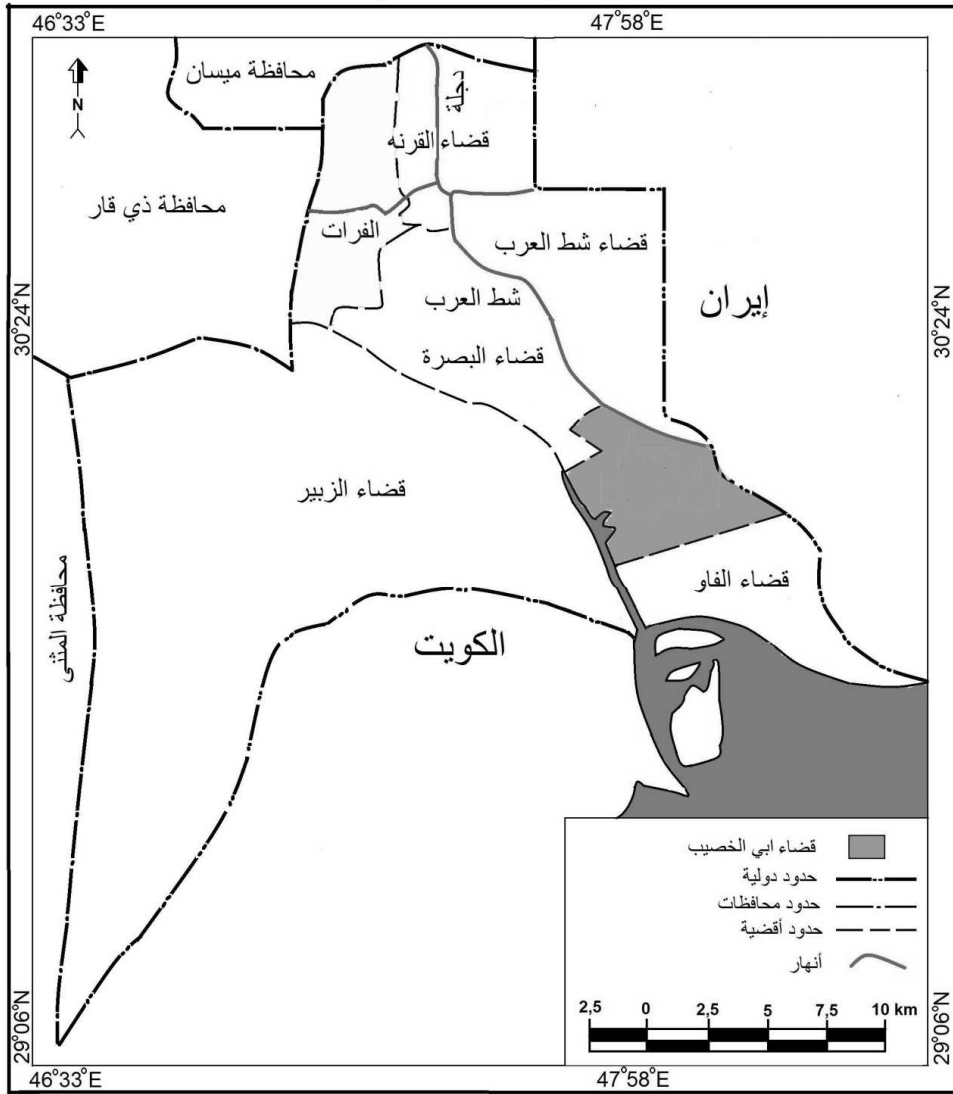 46°33°E
47°58°E
محافظة ميسان
دجلة
N
قضاء القرنه
محافظة ذي قار
الفرات
قضاء شط العرب
شط العرب
إيران
30°24°N
30°24°N
قضاء البصرة
قضاء الزبير
محافظة المثنى
قضاء الفاو
الكويت
قضاء ابي الخصيب
حدود دولية
حدود محافظات
حدود أقضية
أنهار
2,5 0 2,5 5 7,5 10 km
29°06°N
29°06°N
46°33°E
47°58°E